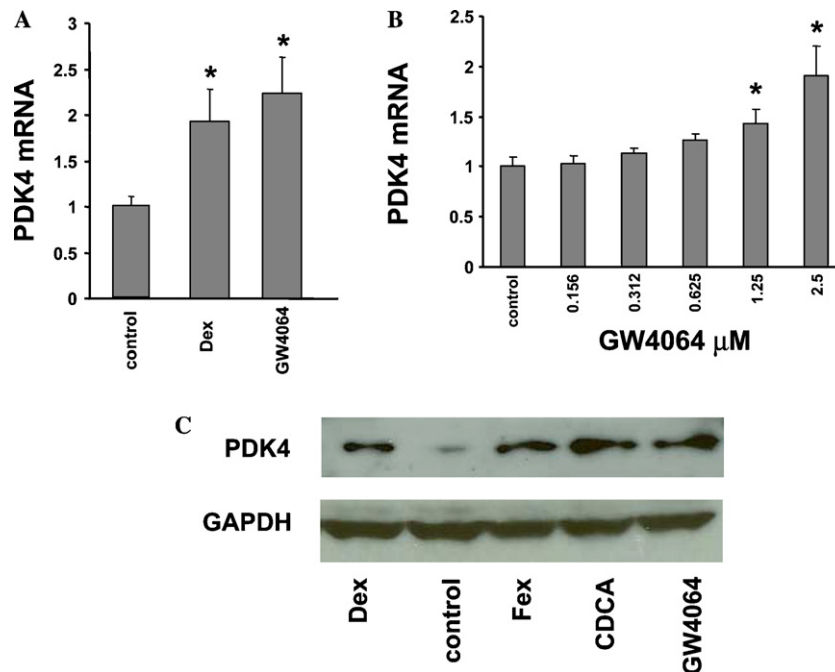 A
PDK4 mRNA
3
2.5
2
1.5
1
0.5
0
*
*
control
Dex
GW4064
B
PDK4 mRNA
2.5
2
1.5
1
0.5
0
*
*
control
0.156
0.312
0.625
1.25
2.5
GW4064 μM
C
PDK4
GAPDH
Dex
control
Fex
CDCA
GW4064